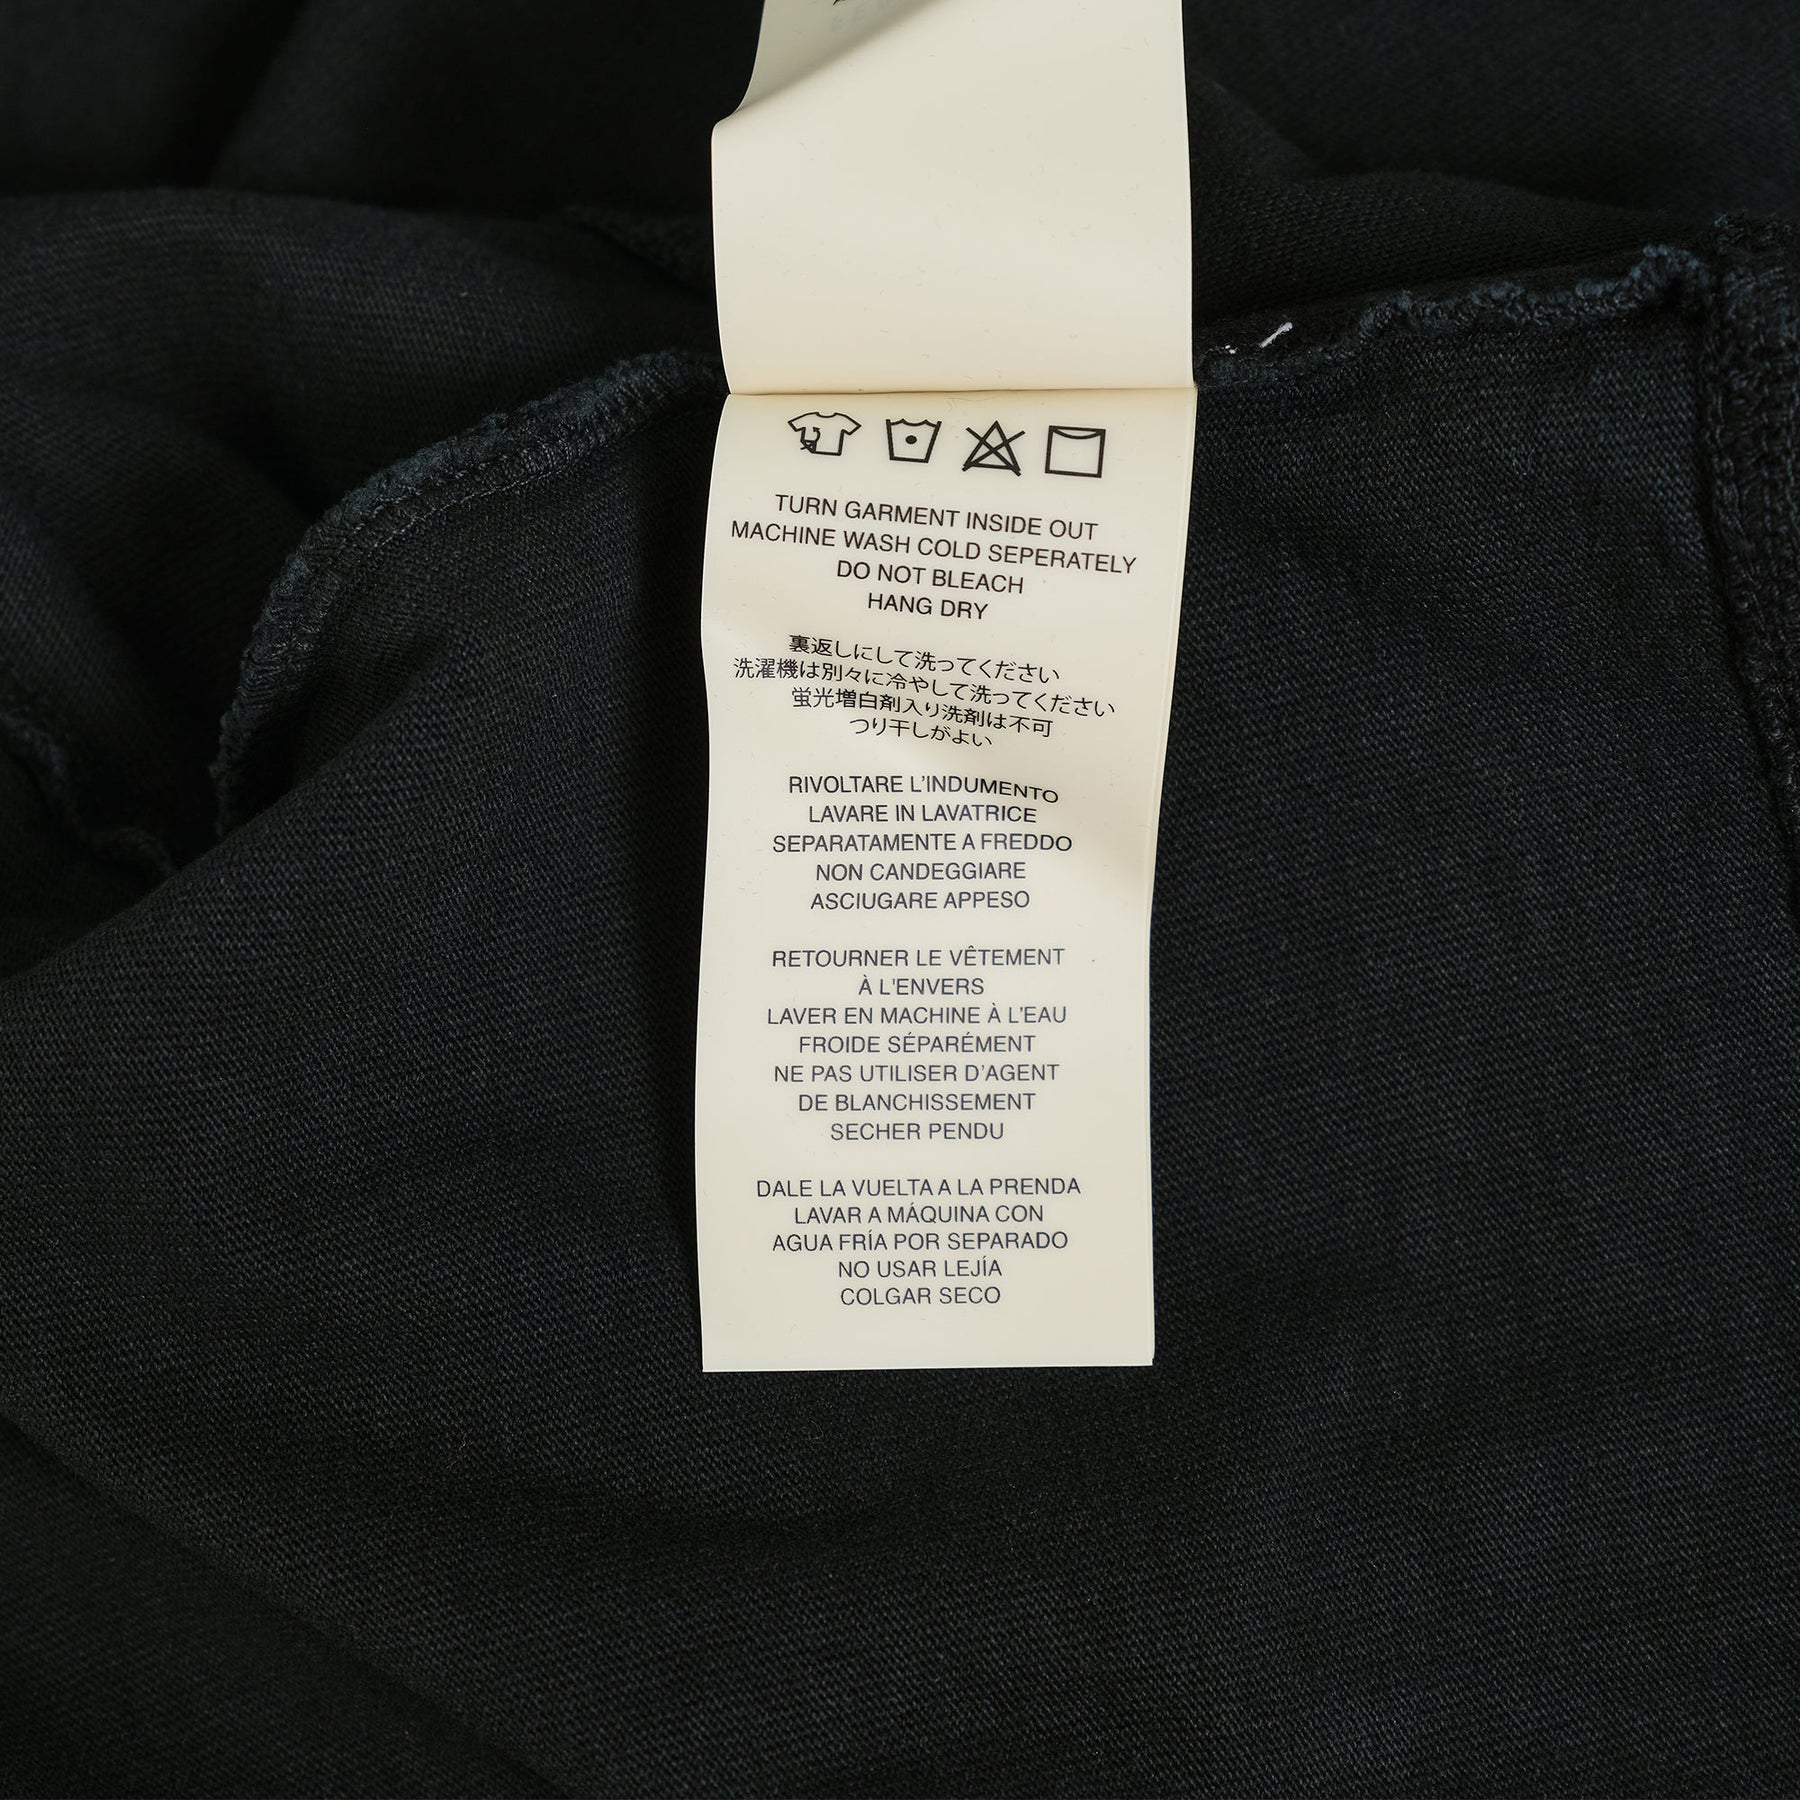 TURN GARMENT INSIDE OUT
MACHINE WASH COLD SEPERATELY
DO NOT BLEACH
HANG DRY
裏返しにして洗ってください
洗濯機は別々に冷やして洗ってください
蛍光増白剤入り洗剤は不可
つり干しがよい
RIVOLTARE L'INDUMENTO
LAVARE IN LAVATRICE
SEPARATAMENTE A FREDDO
NON CANDEGGIARE
ASCIUGARE APPESO
RETOURNER LE VÊTEMENT
À L'ENVERS
LAVER EN MACHINE À L'EAU
FROIDE SÉPARÉMENT
NE PAS UTILISER D'AGENT
DE BLANCHISSEMENT
SECHER PENDU
DALE LA VUELTA A LA PRENDA
LAVAR A MÁQUINA CON
AGUA FRÍA POR SEPARADO
NO USAR LEJÍA
COLGAR SECO